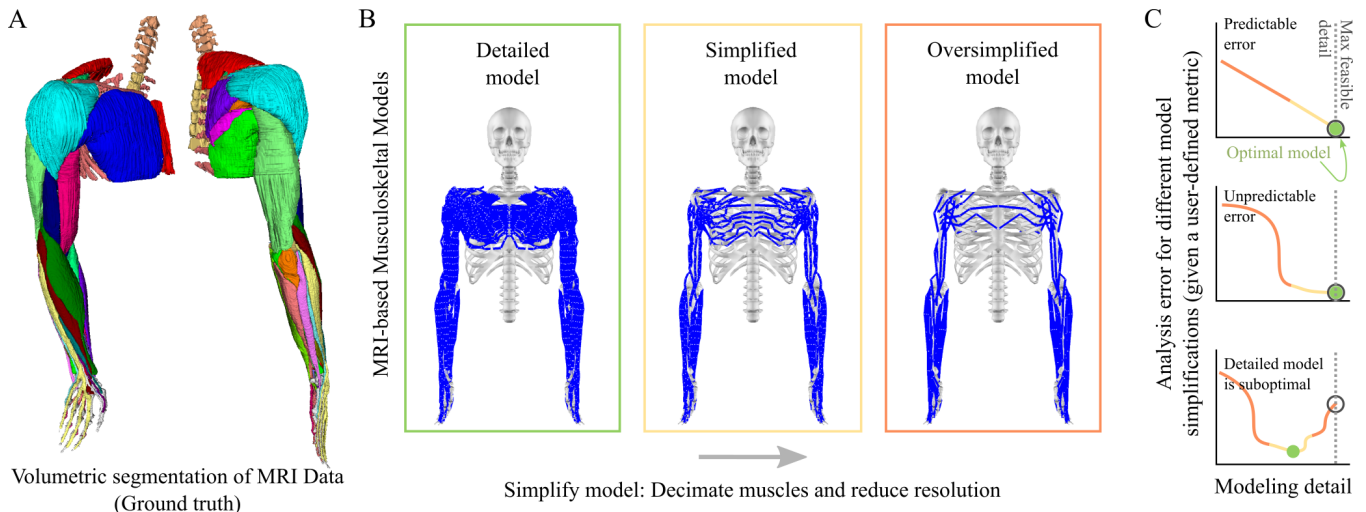 A
Volumetric segmentation of MRI Data
(Ground truth)
B
MRI-based Musculoskeltal Models
Detailed
model
Simplified
model
Oversimplified
model
Simplify model: Decimate muscles and reduce resolution
C
Analysis error for different model
simplifications (given a user-defined metric)
Predictable
error
Max feasible
detail
Optimal model
Unpredictable
error
Detailed model
is suboptimal
Modeling detail